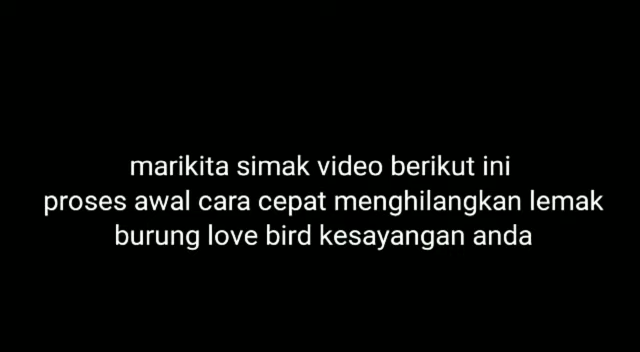 marikita simak video berikut ini
proses awal cara cepat menghilangkan lemak
burung love bird kesayangan anda